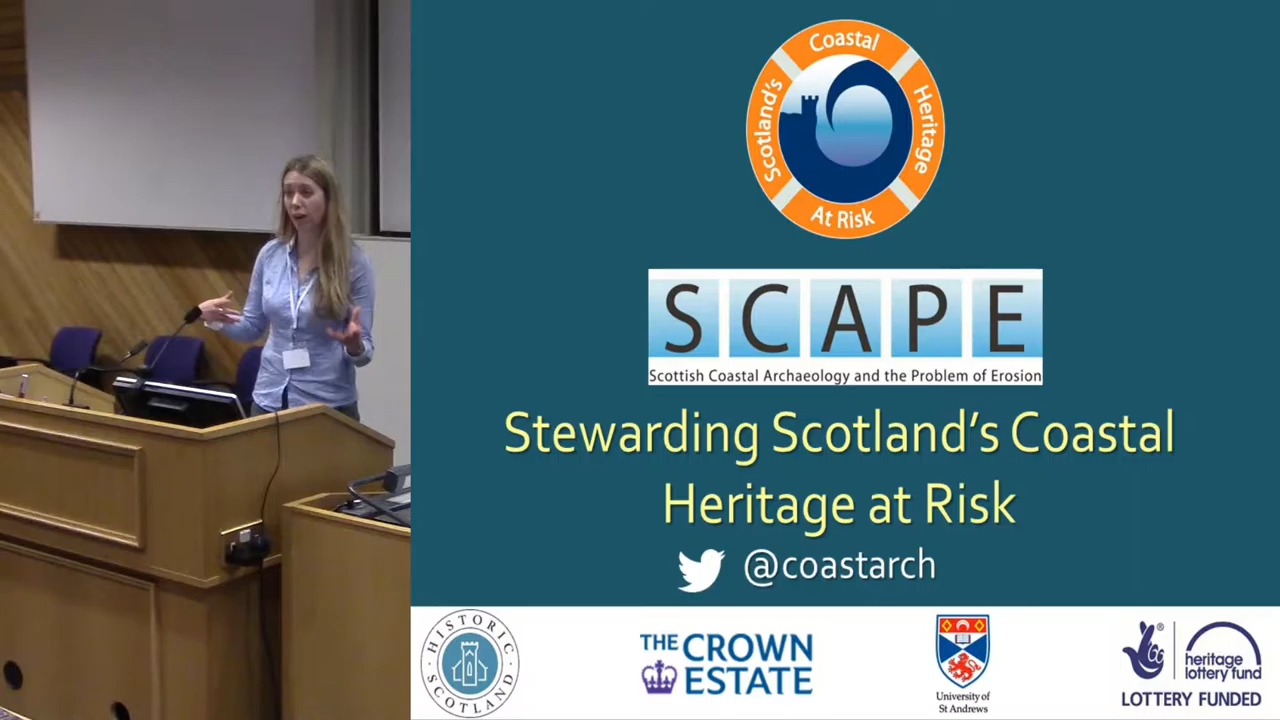 Scotland's Coastal Heritage At Risk
SCAPE
Scottish Coastal Archaeology and the Problem of Erosion
Stewarding Scotland's Coastal
Heritage at Risk
@coastarch
HISTORIC SCOTLAND
THE CROWN
ESTATE
University of
St Andrews
heritage
lottery fund
LOTTERY FUNDED